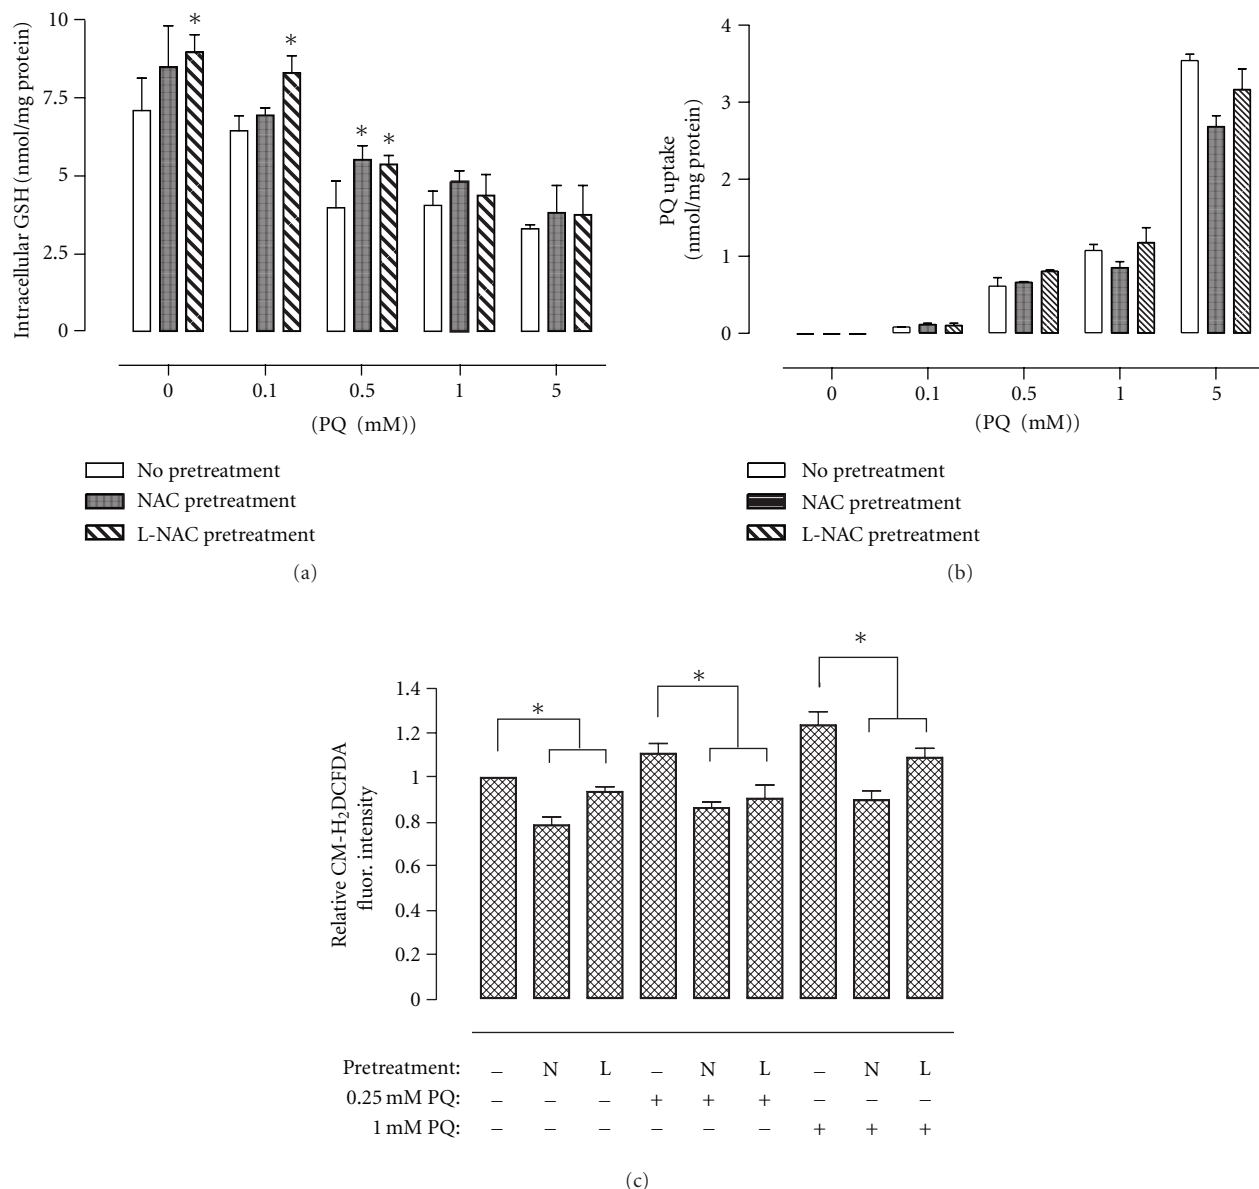 Intracellular GSH (nmol/mg protein)
10
7.5
5
2.5
0
*
*
*
*
0 0.1 0.5 1 5
(PQ (mM))
No pretreatment
NAC pretreatment
L-NAC pretreatment
(a)
PQ uptake
(nmol/mg protein)
4
3
2
1
0
0 0.1 0.5 1 5
(PQ (mM))
No pretreatment
NAC pretreatment
L-NAC pretreatment
(b)
Relative CM-H₂DCFDA
fluor. intensity
1.4
1.2
1
0.8
0.6
0.4
0.2
0
*
*
*
Pretreatment: – N L – N L – N L
0.25 mM PQ: – – – + + + – – –
1 mM PQ: – – – – – – + + +
(c)